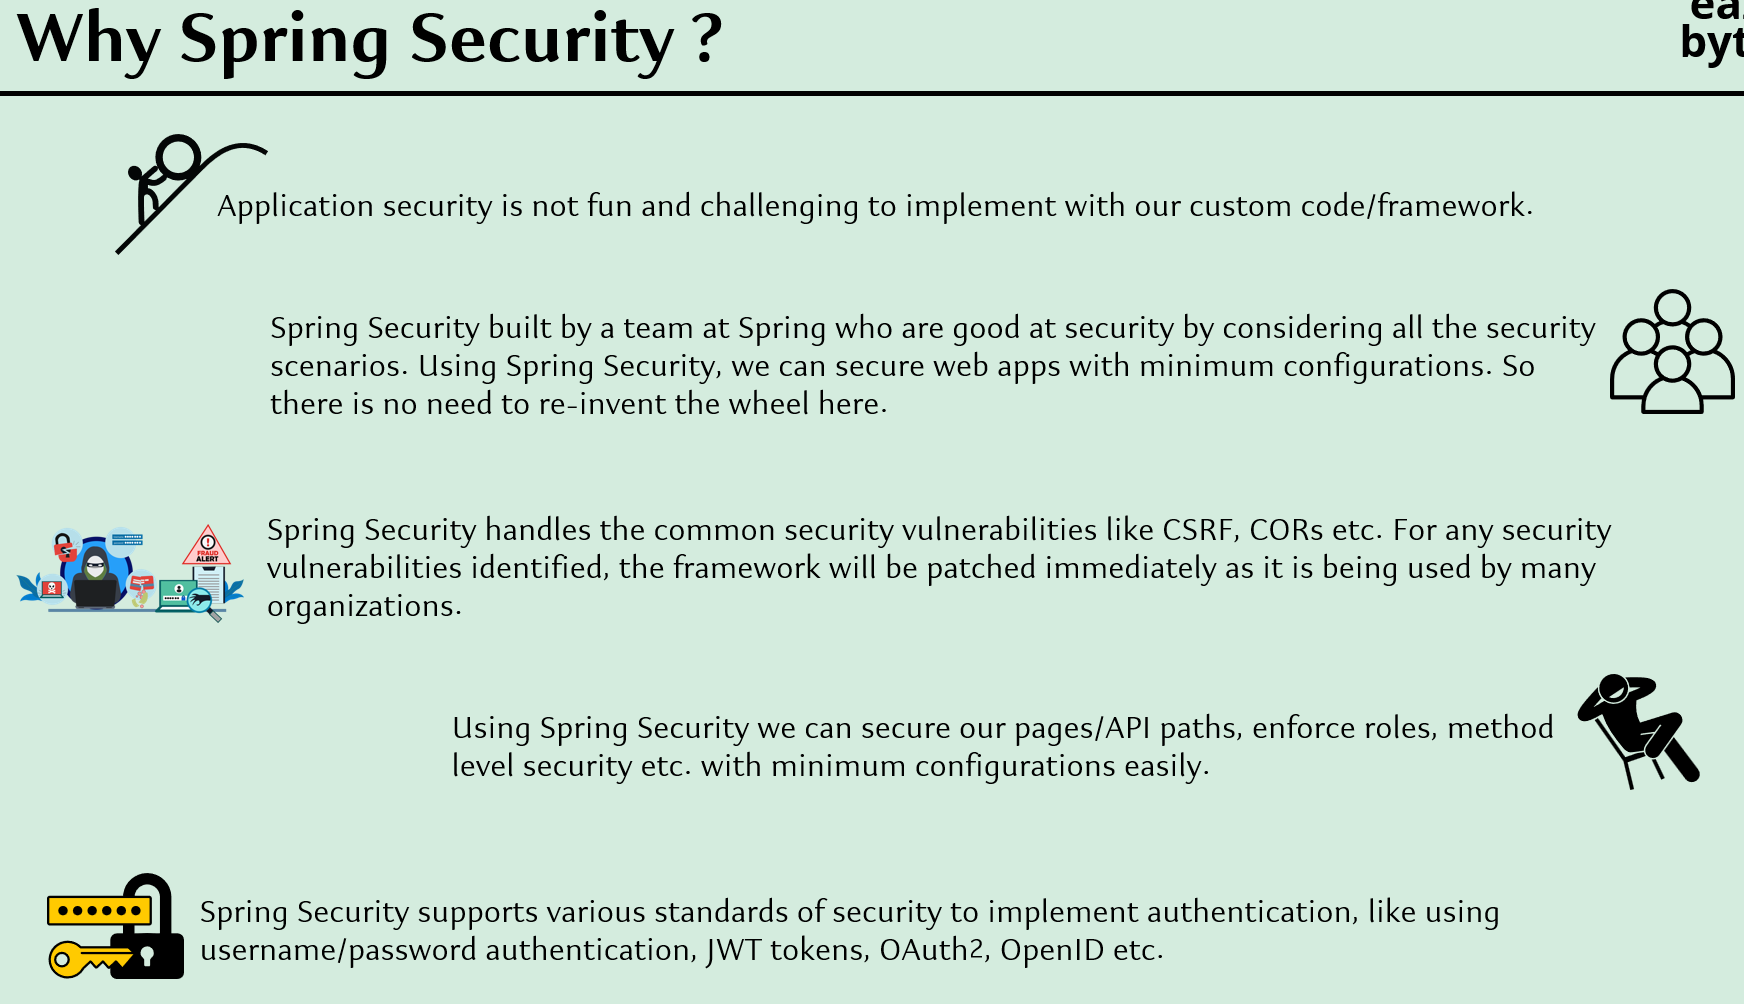 Why Spring Security ?
Application security is not fun and challenging to implement with our custom code/framework.
Spring Security built by a team at Spring who are good at security by considering all the security
scenarios. Using Spring Security, we can secure web apps with minimum configurations. So
there is no need to re-invent the wheel here.
Spring Security handles the common security vulnerabilities like CSRF, CORs etc. For any security
vulnerabilities identified, the framework will be patched immediately as it is being used by many
organizations.
FRAUD
ALERT
Using Spring Security we can secure our pages/API paths, enforce roles, method
level security etc. with minimum configurations easily.
Spring Security supports various standards of security to implement authentication, like using
username/password authentication, JWT tokens, OAuth2, OpenID etc.